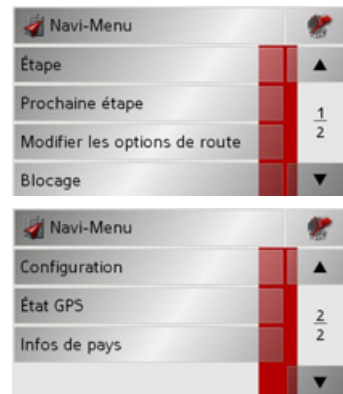 Navi-Menu
Étape
Prochaine étape
1
2
Modifier les options de route
Blocage
Navi-Menu
Configuration
État GPS
2
2
Infos de pays